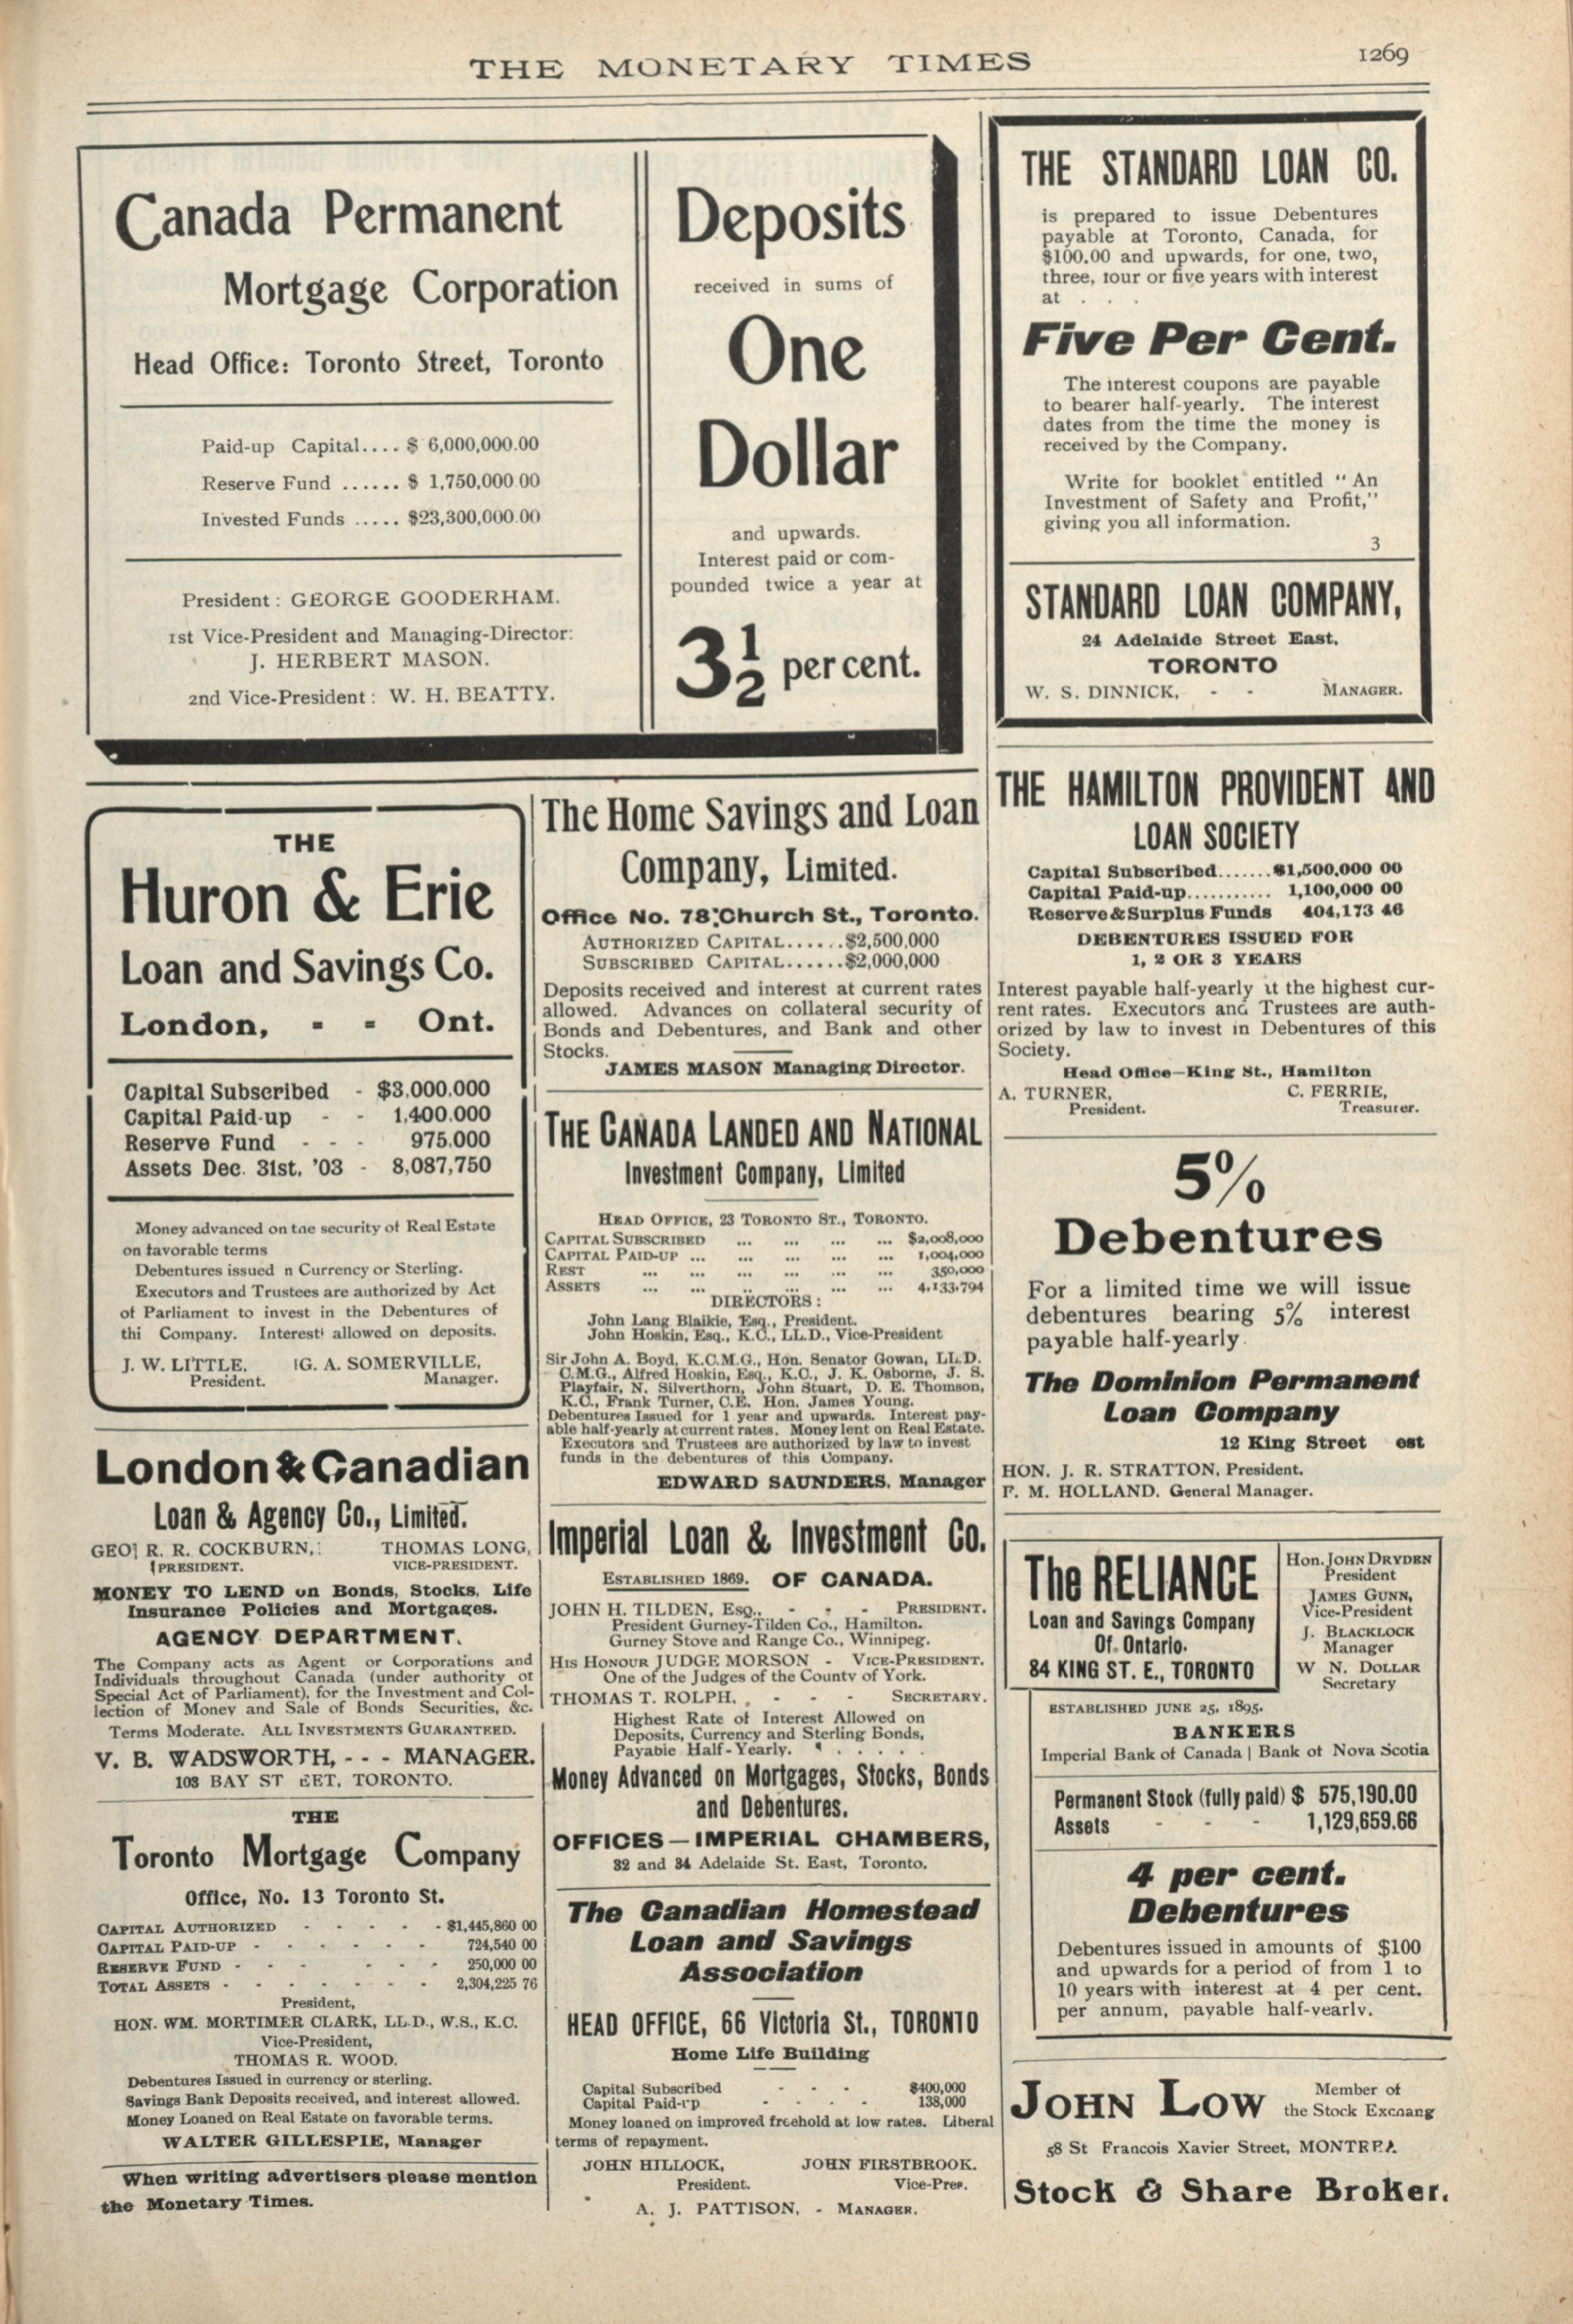 THE MONETARY TIMES
1269
Canada Permanent
Mortgage Corporation
Head Office: Toronto Street, Toronto
Paid-up Capital.... $ 6,000,000.00
Reserve Fund ...... $ 1,750,000.00
Invested Funds ..... $23,300,000.00
President : GEORGE GOODERHAM.
1st Vice-President and Managing-Director:
J. HERBERT MASON.
2nd Vice-President : W. H. BEATTY.
Deposits
received in sums of
One
Dollar
and upwards.
Interest paid or com-
pounded twice a year at
3½ per cent.
THE STANDARD LOAN CO.
is prepared to issue Debentures
payable at Toronto, Canada, for
$100.00 and upwards, for one, two,
three, tour or five years with interest
at . . .
Five Per Cent.
The interest coupons are payable
to bearer half-yearly. The interest
dates from the time the money is
received by the Company.
Write for booklet entitled "An
Investment of Safety and Profit,"
giving you all information.
3
STANDARD LOAN COMPANY,
24 Adelaide Street East,
TORONTO
W. S. DINNICK, - - MANAGER.
THE
Huron & Erie
Loan and Savings Co.
London, - - Ont.
Capital Subscribed - $3,000,000
Capital Paid-up - - 1,400,000
Reserve Fund - - - 975,000
Assets Dec. 31st, '03 - 8,087,750
Money advanced on the security of Real Estate
on favorable terms
Debentures issued n Currency or Sterling.
Executors and Trustees are authorized by Act
of Parliament to invest in the Debentures of
thi Company. Interest allowed on deposits.
J. W. LITTLE, G. A. SOMERVILLE,
President. Manager.
London & Canadian
Loan & Agency Co., Limited.
GEO. R. R. COCKBURN, THOMAS LONG,
PRESIDENT. VICE-PRESIDENT.
MONEY TO LEND on Bonds, Stocks, Life
Insurance Policies and Mortgages.
AGENCY DEPARTMENT.
The Company acts as Agent or Corporations and
Individuals throughout Canada (under authority of
Special Act of Parliament), for the Investment and Col-
lection of Money and Sale of Bonds Securities, &c.
Terms Moderate. ALL INVESTMENTS GUARANTEED.
V. B. WADSWORTH, - - - MANAGER.
103 BAY ST EET, TORONTO.
THE
Toronto Mortgage Company
Office, No. 13 Toronto St.
CAPITAL AUTHORIZED - - - - - $1,445,860 00
CAPITAL PAID-UP - - - - - - 724,540 00
RESERVE FUND - - - - - 250,000 00
TOTAL ASSETS - - - - - - - 2,304,225 76
President,
HON. WM. MORTIMER CLARK, LL.D., W.S., K.C.
Vice-President,
THOMAS R. WOOD.
Debentures Issued in currency or sterling.
Savings Bank Deposits received, and interest allowed.
Money Loaned on Real Estate on favorable terms.
WALTER GILLESPIE, Manager
When writing advertisers please mention
the Monetary Times.
The Home Savings and Loan
Company, Limited.
Office No. 78 Church St., Toronto.
AUTHORIZED CAPITAL......$2,500,000
SUBSCRIBED CAPITAL......$2,000,000
Deposits received and interest at current rates
allowed. Advances on collateral security of
Bonds and Debentures, and Bank and other
Stocks.
JAMES MASON Managing Director.
THE CANADA LANDED AND NATIONAL
Investment Company, Limited
HEAD OFFICE, 23 TORONTO ST., TORONTO.
CAPITAL SUBSCRIBED ... ... ... ... $2,008,000
CAPITAL PAID-UP ... ... ... ... ... 1,004,000
REST ... ... ... ... ... ... 350,000
ASSETS ... ... ... ... ... ... 4,133,794
DIRECTORS :
John Lang Blaikie, Esq., President.
John Hoskin, Esq., K.C., LL.D., Vice-President
Sir John A. Boyd, K.C.M.G., Hon. Senator Gowan, LL.D.
C.M.G., Alfred Hoskin, Esq., K.C., J. K. Osborne, J. S.
Playfair, N. Silverthorn, John Stuart, D. E. Thomson,
K.C., Frank Turner, C.E. Hon. James Young.
Debentures Issued for 1 year and upwards. Interest pay-
able half-yearly at current rates. Money lent on Real Estate.
Executors and Trustees are authorized by law to invest
funds in the debentures of this Company.
EDWARD SAUNDERS, Manager
Imperial Loan & Investment Co.
ESTABLISHED 1869. OF CANADA.
JOHN H. TILDEN, Esq., - - - PRESIDENT.
President Gurney-Tilden Co., Hamilton.
Gurney Stove and Range Co., Winnipeg.
HIS HONOUR JUDGE MORSON - VICE-PRESIDENT.
One of the Judges of the County of York.
THOMAS T. ROLPH, - - - SECRETARY.
Highest Rate of Interest Allowed on
Deposits, Currency and Sterling Bonds,
Payable Half-Yearly. . . . . .
Money Advanced on Mortgages, Stocks, Bonds
and Debentures.
OFFICES — IMPERIAL CHAMBERS,
32 and 34 Adelaide St. East, Toronto.
The Canadian Homestead
Loan and Savings
Association
HEAD OFFICE, 66 Victoria St., TORONTO
Home Life Building
Capital Subscribed - - - $400,000
Capital Paid-up - - - - 138,000
Money loaned on improved freehold at low rates. Liberal
terms of repayment.
JOHN HILLOCK, JOHN FIRSTBROOK.
President. Vice-Pres.
A. J. PATTISON, - MANAGER.
THE HAMILTON PROVIDENT AND
LOAN SOCIETY
Capital Subscribed.......$1,500,000 00
Capital Paid-up........... 1,100,000 00
Reserve & Surplus Funds 404,173 46
DEBENTURES ISSUED FOR
1, 2 OR 3 YEARS
Interest payable half-yearly at the highest cur-
rent rates. Executors and Trustees are auth-
orized by law to invest in Debentures of this
Society.
Head Office—King St., Hamilton
A. TURNER, C. FERRIE,
President. Treasurer.
5%
Debentures
For a limited time we will issue
debentures bearing 5% interest
payable half-yearly.
The Dominion Permanent
Loan Company
12 King Street est
HON. J. R. STRATTON, President.
F. M. HOLLAND, General Manager.
The RELIANCE
Loan and Savings Company
Of Ontario.
84 KING ST. E., TORONTO
Hon. JOHN DRYDEN
President
JAMES GUNN,
Vice-President
J. BLACKLOCK
Manager
W N. DOLLAR
Secretary
ESTABLISHED JUNE 25, 1895.
BANKERS
Imperial Bank of Canada | Bank of Nova Scotia
Permanent Stock (fully paid) $ 575,190.00
Assets - - - 1,129,659.66
4 per cent.
Debentures
Debentures issued in amounts of $100
and upwards for a period of from 1 to
10 years with interest at 4 per cent.
per annum, payable half-yearly.
JOHN LOW
Member of
the Stock Exchang
58 St Francois Xavier Street, MONTREA
Stock & Share Broker.